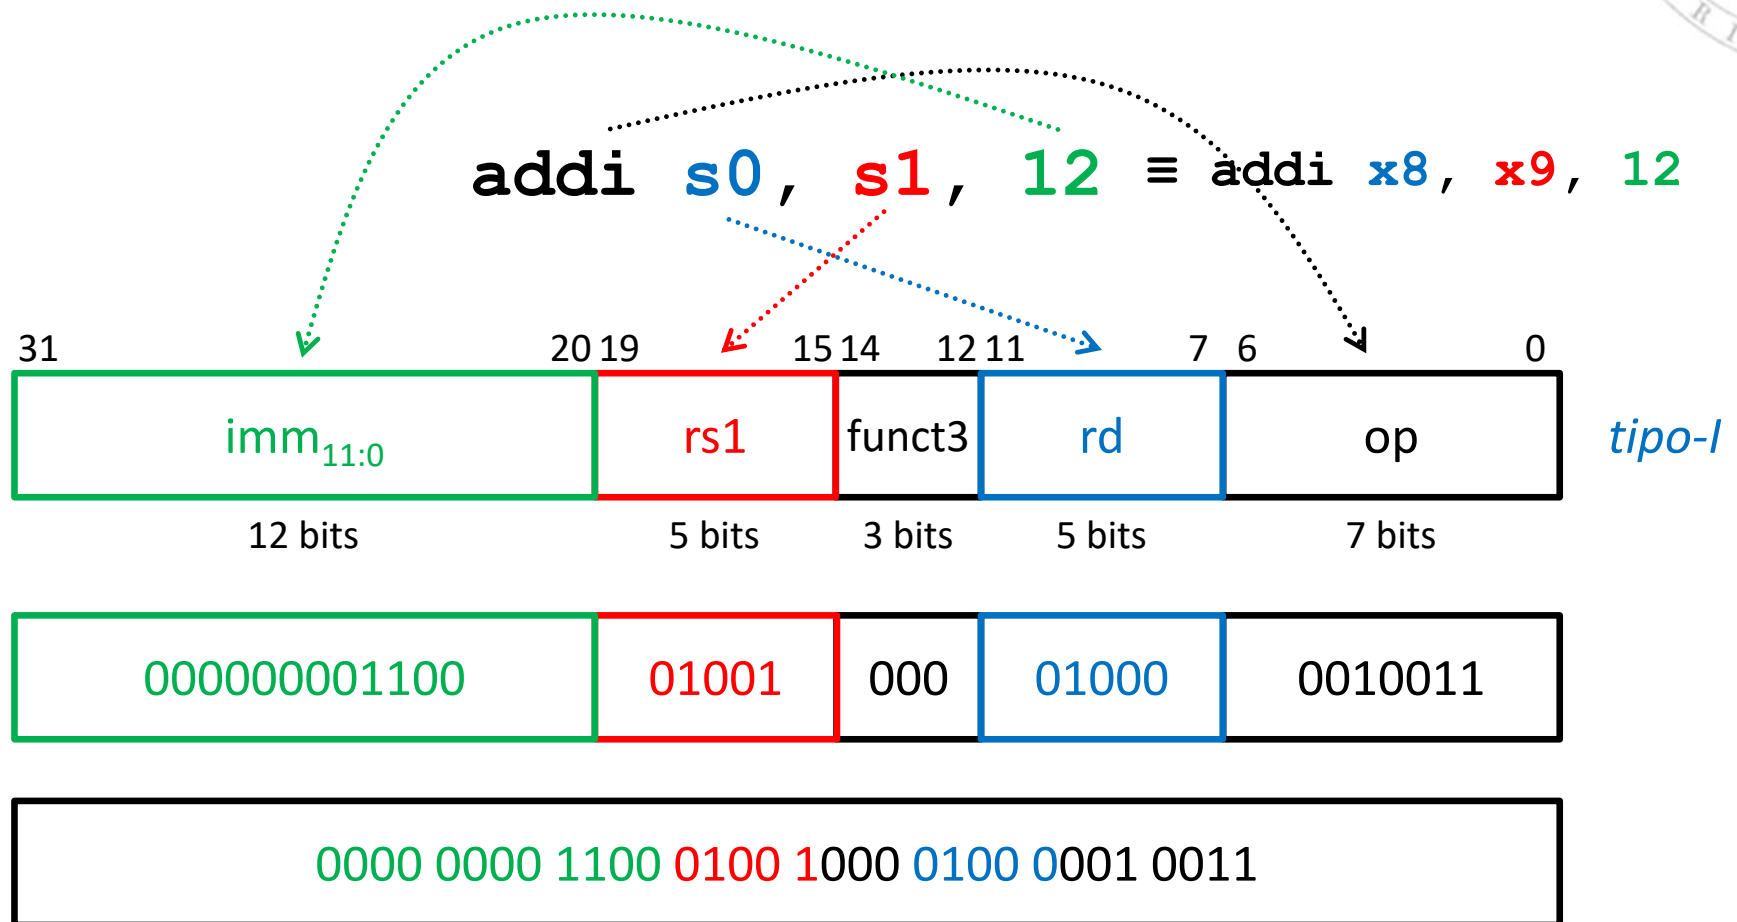 R I
addi s0, s1, 12 ≡ addi x8, x9, 12
31 20 19 15 14 12 11 7 6 0
imm11:0 rs1 funct3 rd op tipo-I
12 bits 5 bits 3 bits 5 bits 7 bits
000000001100 01001 000 01000 0010011
0000 0000 1100 0100 1000 0100 0001 0011